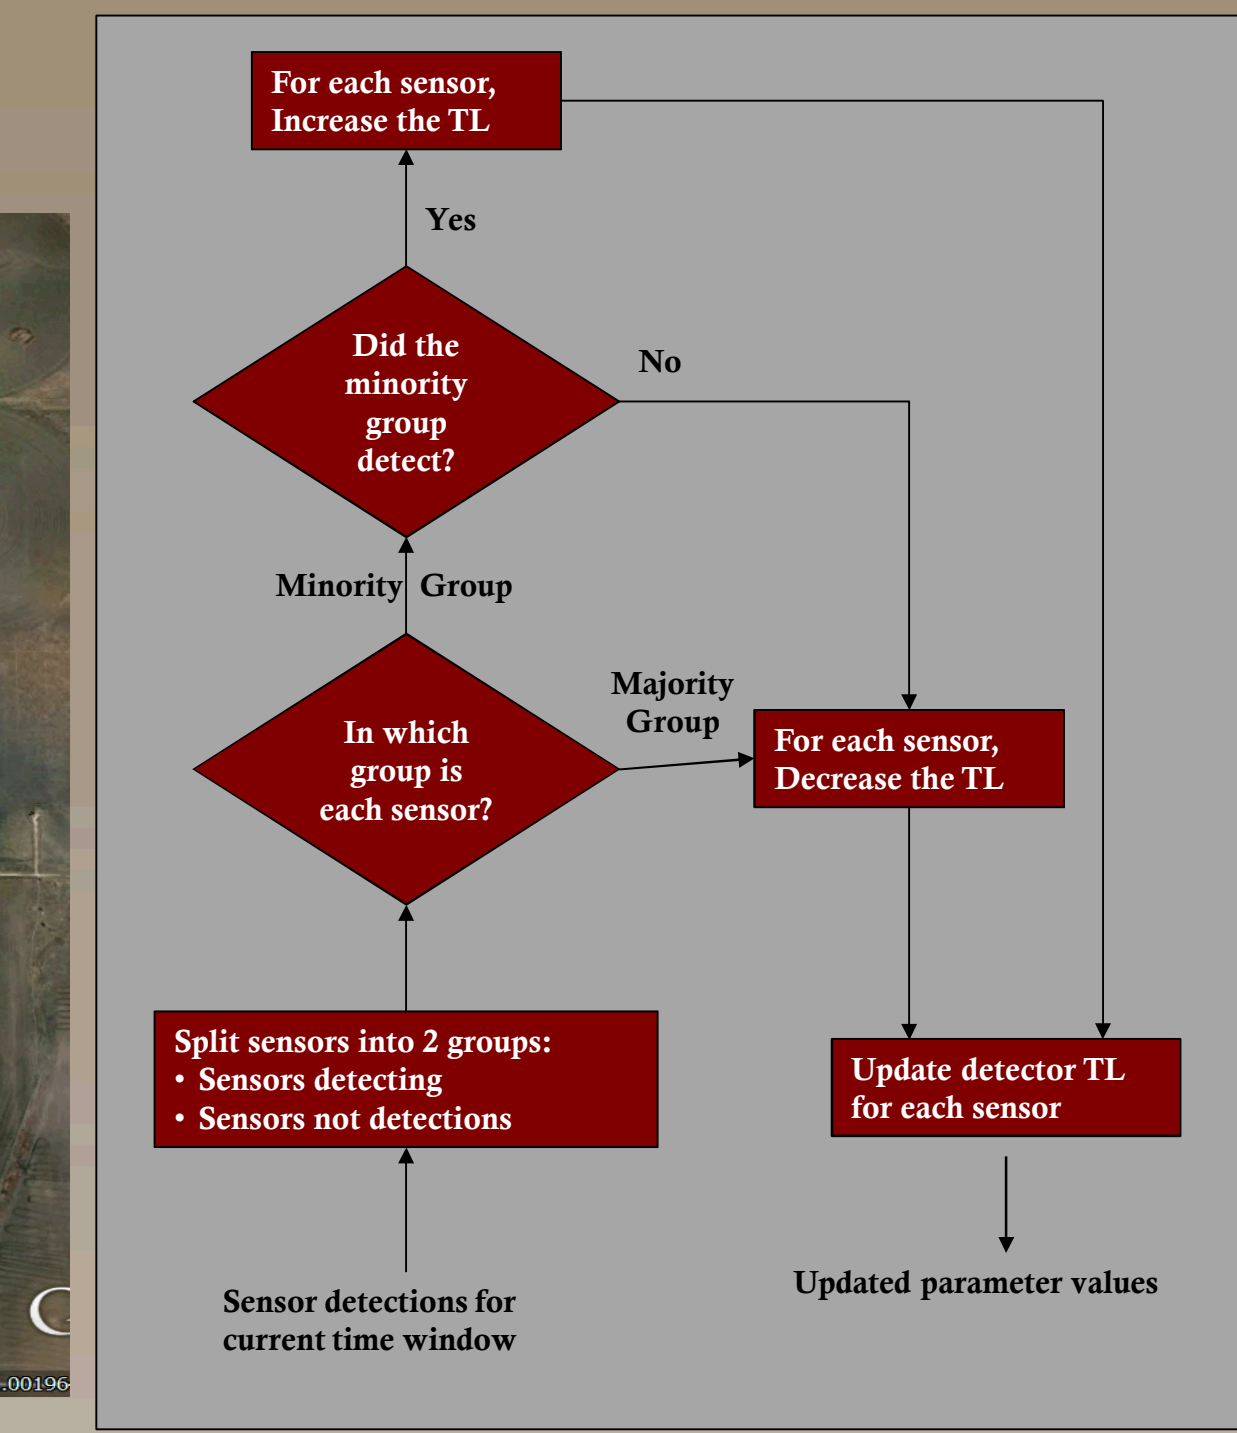 For each sensor,
Increase the TL
Yes
Did the
minority
group
detect?
No
Minority Group
Majority
Group
In which
group is
each sensor?
For each sensor,
Decrease the TL
Split sensors into 2 groups:
• Sensors detecting
• Sensors not detections
Update detector TL
for each sensor
Sensor detections for
current time window
Updated parameter values
.00196